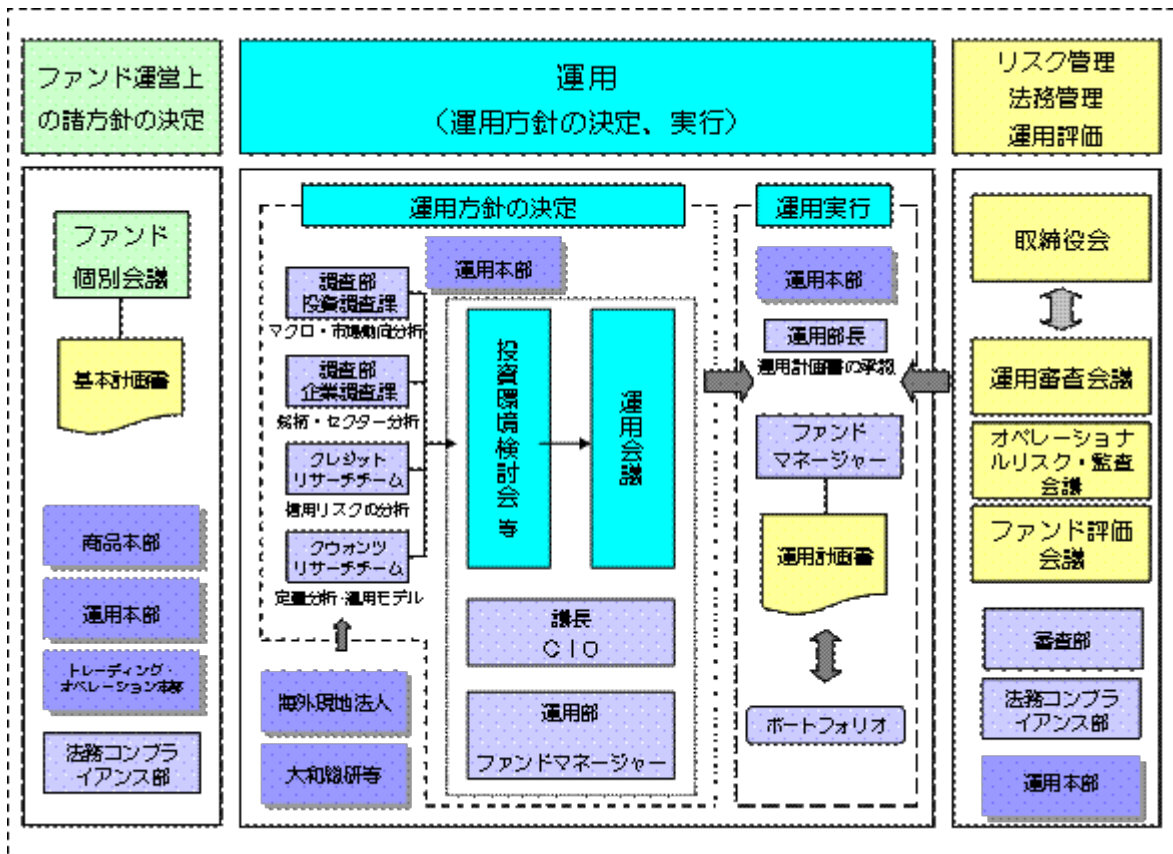 ファンド運営上
の諸方針の決定
ファンド
個別会議
基本計画書
商品本部
運用本部
トレーディング・
オペレーション本部
法務コンプラ
イアンス部
運用
（運用方針の決定、実行）
運用方針の決定
運用本部
調査部
投資調査課
マクロ・市場動向分析
調査部
企業調査課
銘柄・セクター分析
クレジット
リサーチチーム
信用リスクの分析
クウォンツ
リサーチチーム
定量分析・運用モデル
海外現地法人
大和総研等
投資環境検討会 等
運用会議
議長
ＣＩＯ
運用部
ファンドマネージャー
運用実行
運用本部
運用部長
運用計画書の承認
ファンド
マネージャー
運用計画書
ポートフォリオ
リスク管理
法務管理
運用評価
取締役会
運用審査会議
オペレーショナ
ルリスク・監査
会議
ファンド評価
会議
審査部
法務コンプラ
イアンス部
運用本部